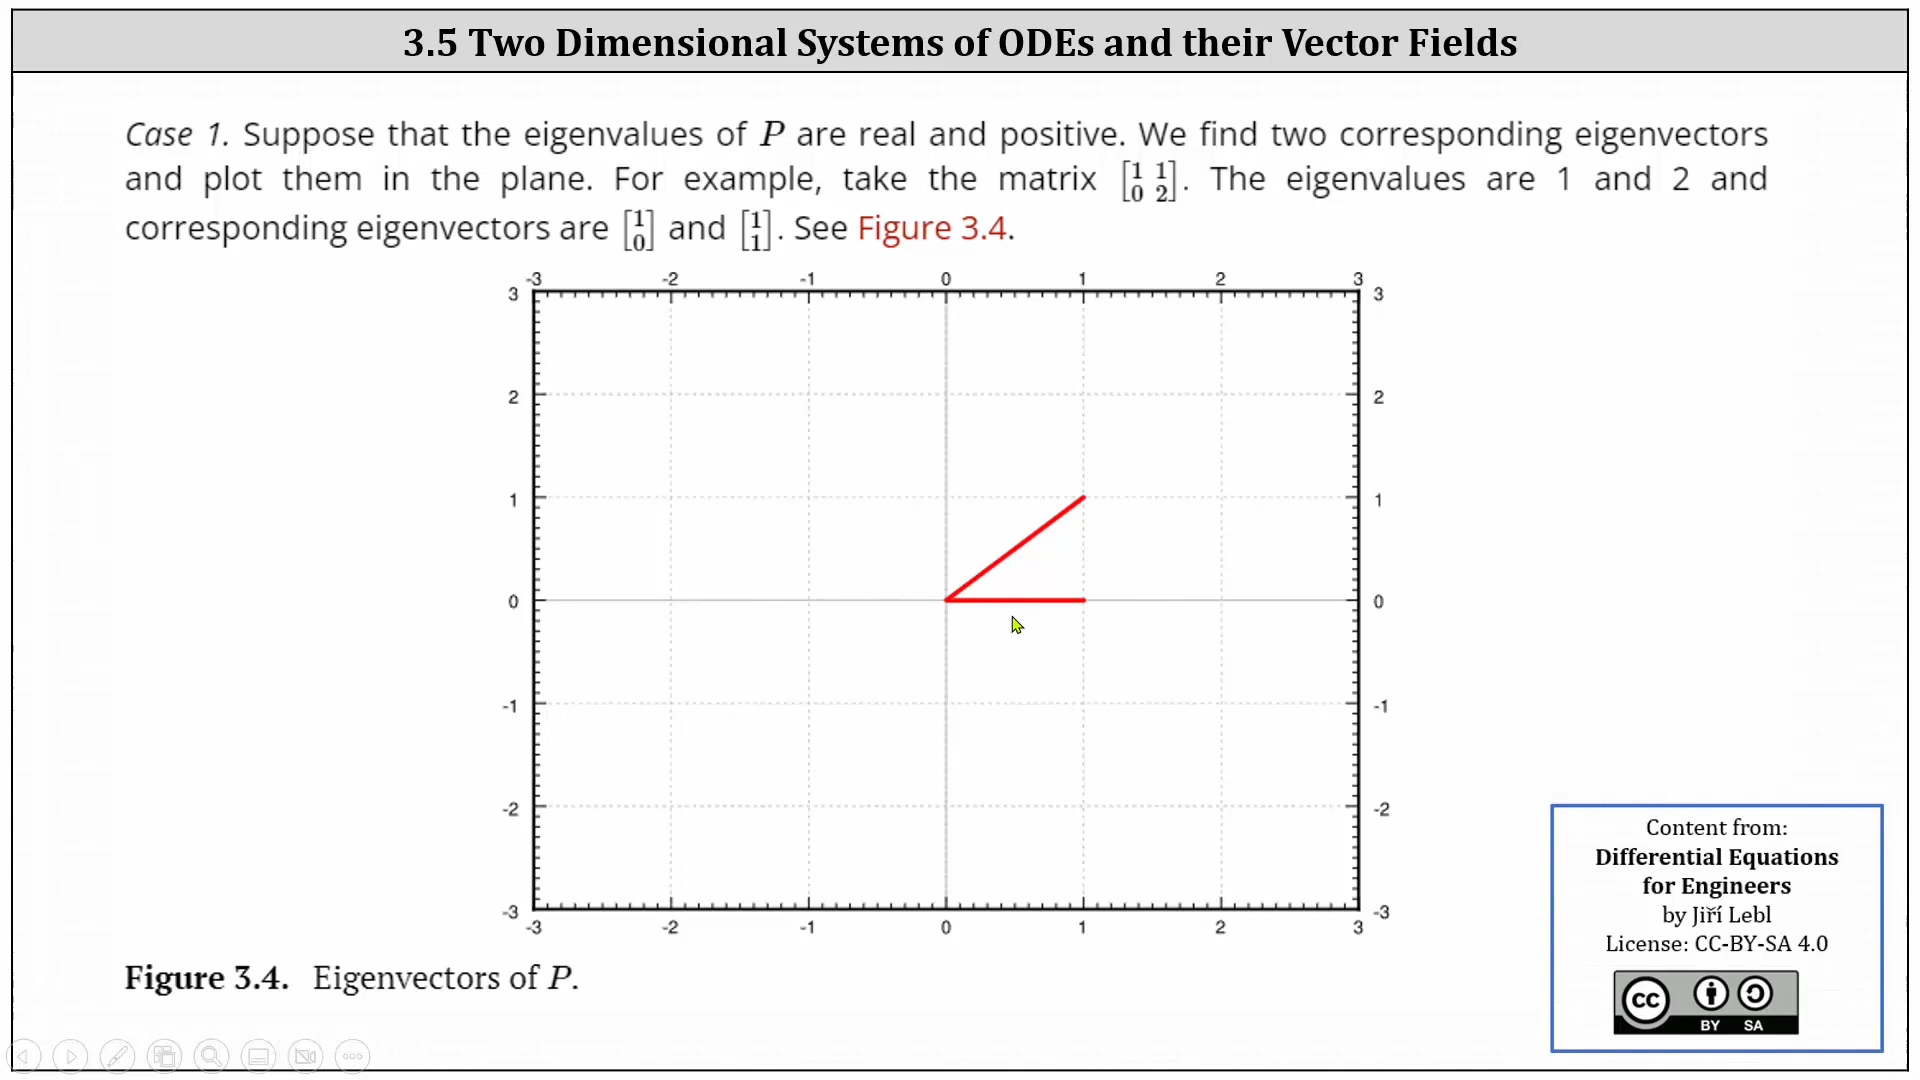 3.5 Two Dimensional Systems of ODEs and their Vector Fields
Case 1. Suppose that the eigenvalues of P are real and positive. We find two corresponding eigenvectors
and plot them in the plane. For example, take the matrix [1 1 0 2]. The eigenvalues are 1 and 2 and
corresponding eigenvectors are [1 0] and [1 1]. See Figure 3.4.
-3 -2 -1 0 1 2 3
3 3
2 2
1 1
0 0
-1 -1
-2 -2
-3 -3
-3 -2 -1 0 1 2 3
Figure 3.4. Eigenvectors of P.
Content from:
Differential Equations
for Engineers
by Jiří Lebl
License: CC-BY-SA 4.0
cc
BY SA